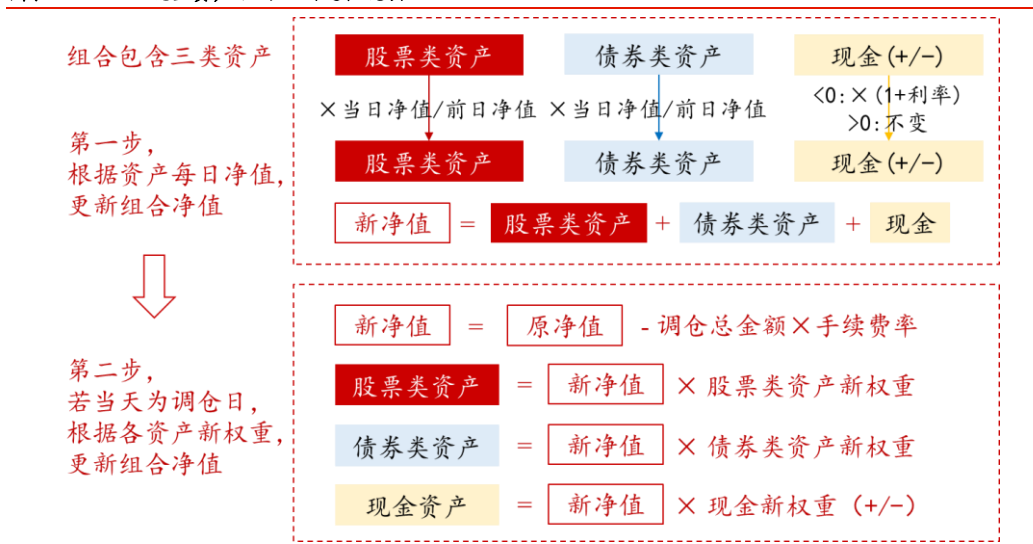 组合包含三类资产
股票类资产 债券类资产 现金(+/-)
×当日净值/前日净值 ×当日净值/前日净值 <0:×(1+利率)
>0:不变
第一步,
根据资产每日净值,
更新组合净值
股票类资产 债券类资产 现金(+/-)
新净值 = 股票类资产 + 债券类资产 + 现金
新净值 = 原净值 -调仓总金额×手续费率
第二步,
若当天为调仓日,
根据各资产新权重,
更新组合净值
股票类资产 = 新净值 × 股票类资产新权重
债券类资产 = 新净值 × 债券类资产新权重
现金资产 = 新净值 × 现金新权重 (+/-)